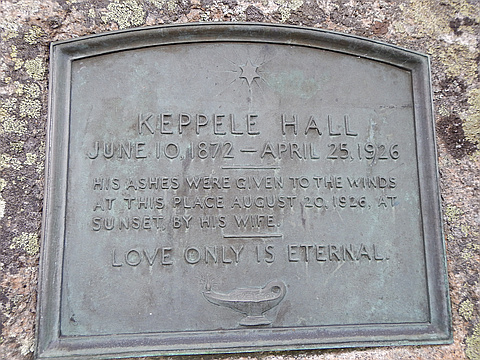 KEPPELE HALL
JUNE 10, 1872 — APRIL 25, 1926
HIS ASHES WERE GIVEN TO THE WINDS
AT THIS PLACE AUGUST 20, 1926, AT
SUNSET, BY HIS WIFE.
LOVE ONLY IS ETERNAL.